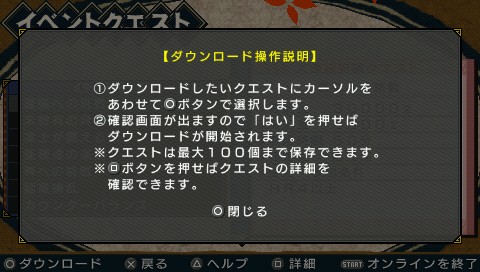 イベントクエスト
【ダウンロード操作説明】
①ダウンロードしたいクエストにカーソルを
あわせて◎ボタンで選択します。
②確認画面が出ますので「はい」を押せば
ダウンロードが開始されます。
※クエストは最大１００個まで保存できます。
※回ボタンを押せばクエストの詳細を
確認できます。
◎閉じる
◎ダウンロード ⊗戻る △ヘルプ 回詳細 START オンラインを終了